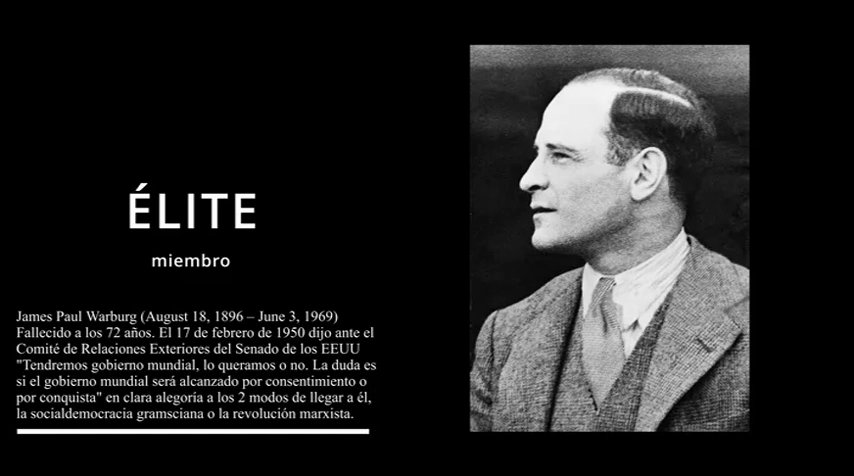 ÉLITE
miembro
James Paul Warburg (August 18, 1896 – June 3, 1969)
Fallecido a los 72 años. El 17 de febrero de 1950 dijo ante el
Comité de Relaciones Exteriores del Senado de los EEUU
"Tendremos gobierno mundial, lo queramos o no. La duda es
si el gobierno mundial será alcanzado por consentimiento o
por conquista" en clara alegoría a los 2 modos de llegar a él,
la socialdemocracia gramsciana o la revolución marxista.